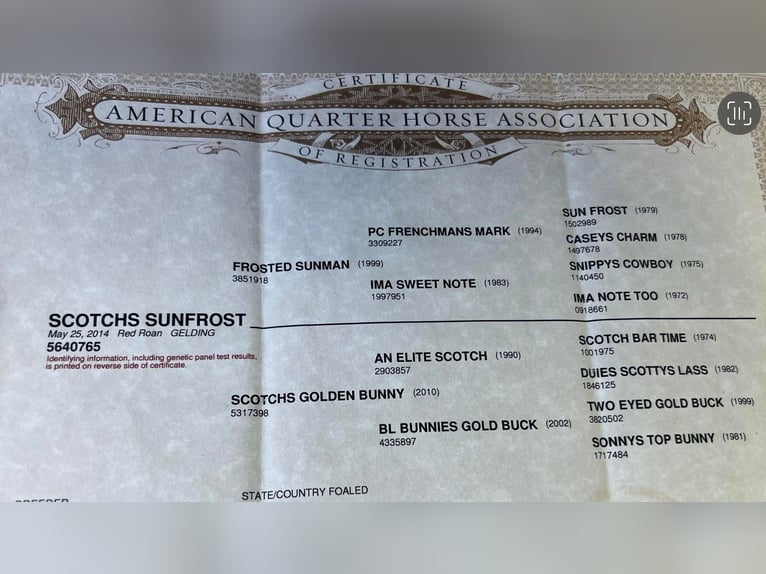 CERTIFICATE
AMERICAN QUARTER HORSE ASSOCIATION
OF REGISTRATION
SUN FROST (1979)
1502989
PC FRENCHMANS MARK (1994)
3309227
CASEYS CHARM (1978)
1497678
FROSTED SUNMAN (1999)
3851918
SNIPPYS COWBOY (1975)
1140450
IMA SWEET NOTE (1983)
1997951
IMA NOTE TOO (1972)
0918661
SCOTCHS SUNFROST
May 25, 2014 Red Roan GELDING
5640765
Identifying information, including genetic panel test results,
is printed on reverse side of certificate.
SCOTCH BAR TIME (1974)
1001975
AN ELITE SCOTCH (1990)
2903857
DUIES SCOTTYS LASS (1982)
1846125
SCOTCHS GOLDEN BUNNY (2010)
5317398
TWO EYED GOLD BUCK (1999)
3820502
BL BUNNIES GOLD BUCK (2002)
4335897
SONNYS TOP BUNNY (1981)
1717484
STATE/COUNTRY FOALED